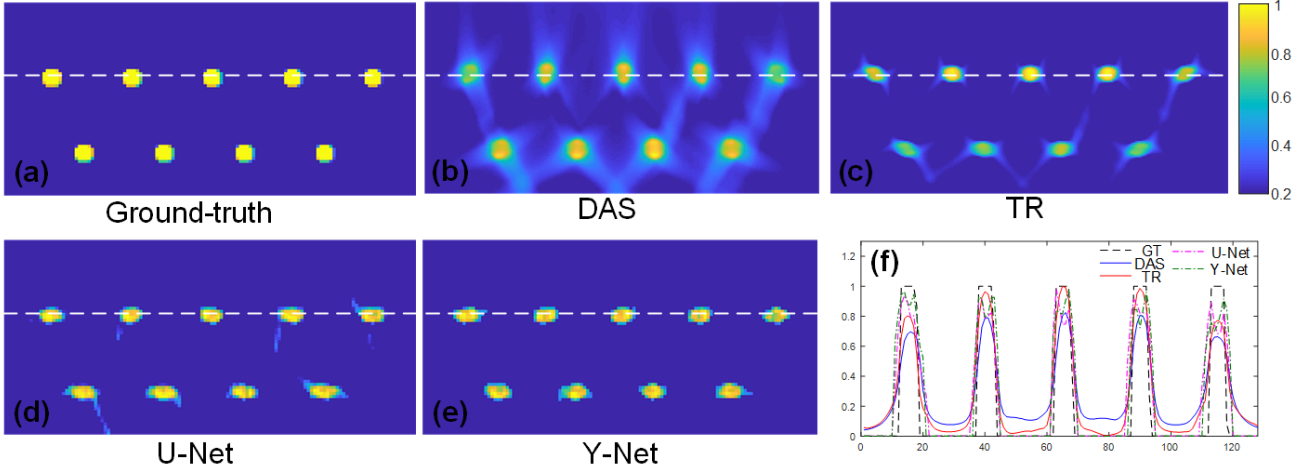 (a)
Ground-truth
(b)
DAS
(c)
TR
1
0.8
0.6
0.4
0.2
(d)
U-Net
(e)
Y-Net
(f)
GT
DAS
TR
U-Net
Y-Net
1.2
1
0.8
0.6
0.4
0.2
0
0 20 40 60 80 100 120